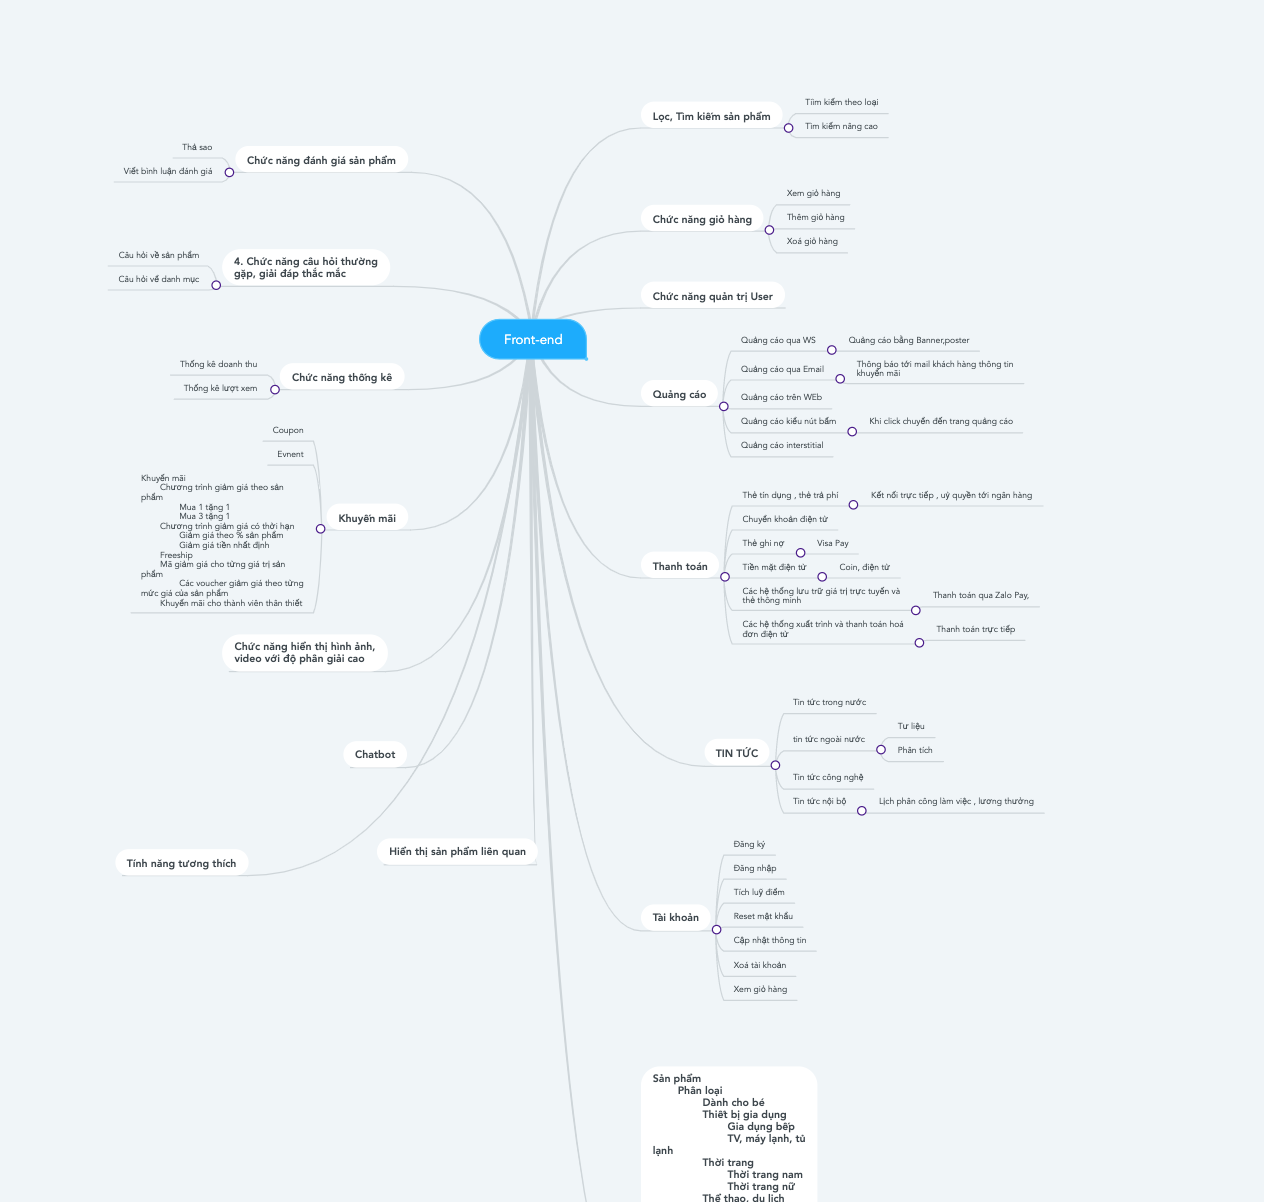 Front-end
Lọc, Tìm kiếm sản phẩm
Tìm kiếm theo loại
Tìm kiếm nâng cao
Chức năng giỏ hàng
Xem giỏ hàng
Thêm giỏ hàng
Xoá giỏ hàng
Chức năng quản trị User
Quảng cáo
Quảng cáo qua WS
Quảng cáo bằng Banner,poster
Quảng cáo qua Email
Thông báo tới mail khách hàng thông tin
khuyến mãi
Quảng cáo trên WEb
Quảng cáo kiểu nút bấm
Khi click chuyển đến trang quảng cáo
Quảng cáo interstitial
Thanh toán
Thẻ tín dụng , thẻ trả phí
Kết nối trực tiếp , uỷ quyền tới ngân hàng
Chuyển khoản điện tử
Thẻ ghi nợ
Visa Pay
Tiền mặt điện tử
Coin, điện tử
Các hệ thống lưu trữ giá trị trực tuyến và
thẻ thông minh
Thanh toán qua Zalo Pay,
Các hệ thống xuất trình và thanh toán hoá
đơn điện tử
Thanh toán trực tiếp
TIN TỨC
Tin tức trong nước
tin tức ngoài nước
Tư liệu
Phân tích
Tin tức công nghệ
Tin tức nội bộ
Lịch phân công làm việc , lương thưởng
Tài khoản
Đăng ký
Đăng nhập
Tích luỹ điểm
Reset mật khẩu
Cập nhật thông tin
Xoá tài khoản
Xem giỏ hàng
Sản phẩm
Phân loại
Dành cho bé
Thiết bị gia dụng
Gia dụng bếp
TV, máy lạnh, tủ
lạnh
Thời trang
Thời trang nam
Thời trang nữ
Thể thao, du lịch
Chức năng đánh giá sản phẩm
Thả sao
Viết bình luận đánh giá
4. Chức năng câu hỏi thường
gặp, giải đáp thắc mắc
Câu hỏi về sản phẩm
Câu hỏi về danh mục
Chức năng thống kê
Thống kê doanh thu
Thống kê lượt xem
Khuyến mãi
Coupon
Evnent
Khuyến mãi
Chương trình giảm giá theo sản
phẩm
Mua 1 tặng 1
Mua 3 tặng 1
Chương trình giảm giá có thời hạn
Giảm giá theo % sản phẩm
Giảm giá tiền nhất định
Freeship
Mã giảm giá cho từng giá trị sản
phẩm
Các voucher giảm giá theo từng
mức giá của sản phẩm
Khuyến mãi cho thành viên thân thiết
Chức năng hiển thị hình ảnh,
video với độ phân giải cao
Chatbot
Tính năng tương thích
Hiển thị sản phẩm liên quan